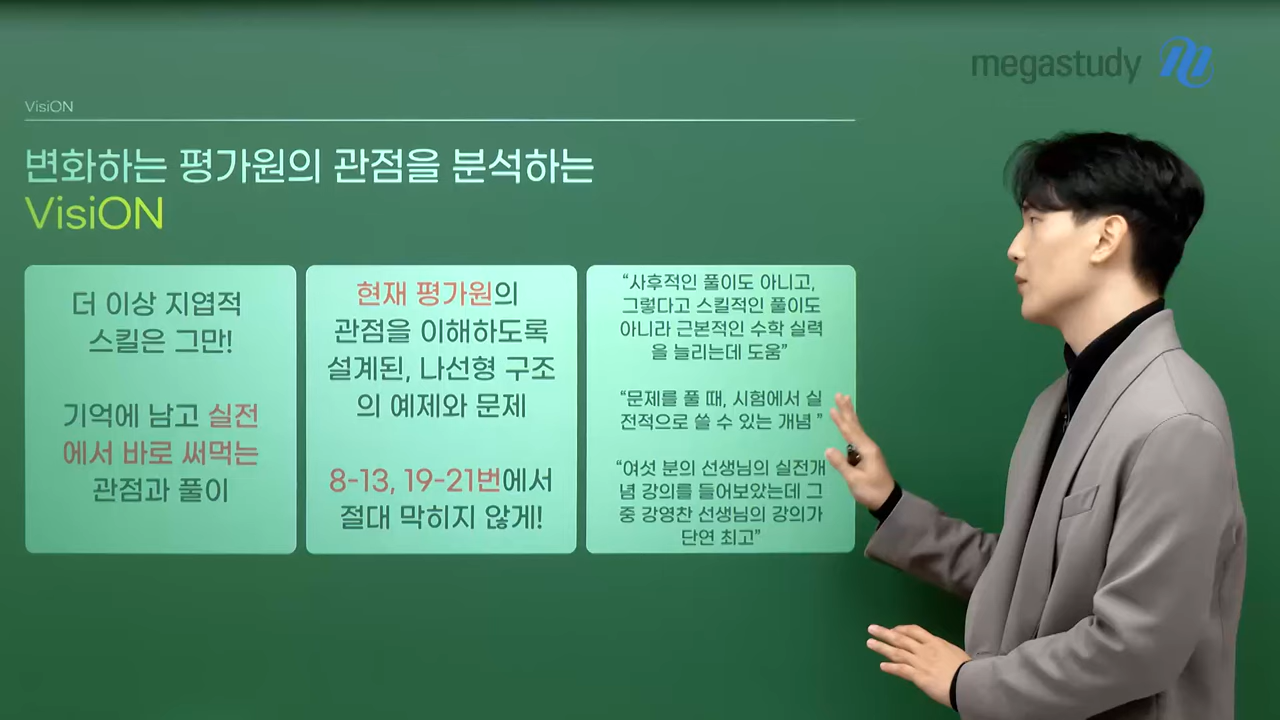 megastudy
VisiON
변화하는 평가원의 관점을 분석하는
VisiON
더 이상 지엽적
스킬은 그만!
기억에 남고 실전
에서 바로 써먹는
관점과 풀이
현재 평가원의
관점을 이해하도록
설계된, 나선형 구조
의 예제와 문제
8-13, 19-21번에서
절대 막히지 않게!
“사후적인 풀이도 아니고,
그렇다고 스킬적인 풀이도
아니라 근본적인 수학 실력
을 늘리는데 도움”
“문제를 풀 때, 시험에서 실
전적으로 쓸 수 있는 개념 ”
“여섯 분의 선생님의 실전개
념 강의를 들어보았는데 그
중 강영찬 선생님의 강의가
단연 최고”